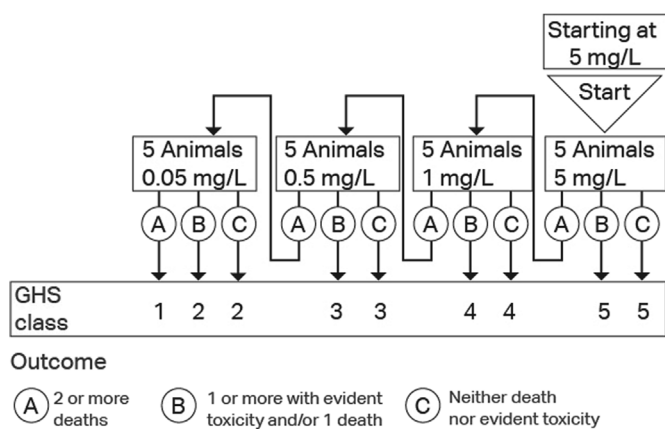 Starting at
5 mg/L
Start
5 Animals
0.05 mg/L
5 Animals
0.5 mg/L
5 Animals
1 mg/L
5 Animals
5 mg/L
A B C A B C A B C A B C
GHS
class
1 2 2 3 3 4 4 5 5
Outcome
A 2 or more
deaths
B 1 or more with evident
toxicity and/or 1 death
C Neither death
nor evident toxicity